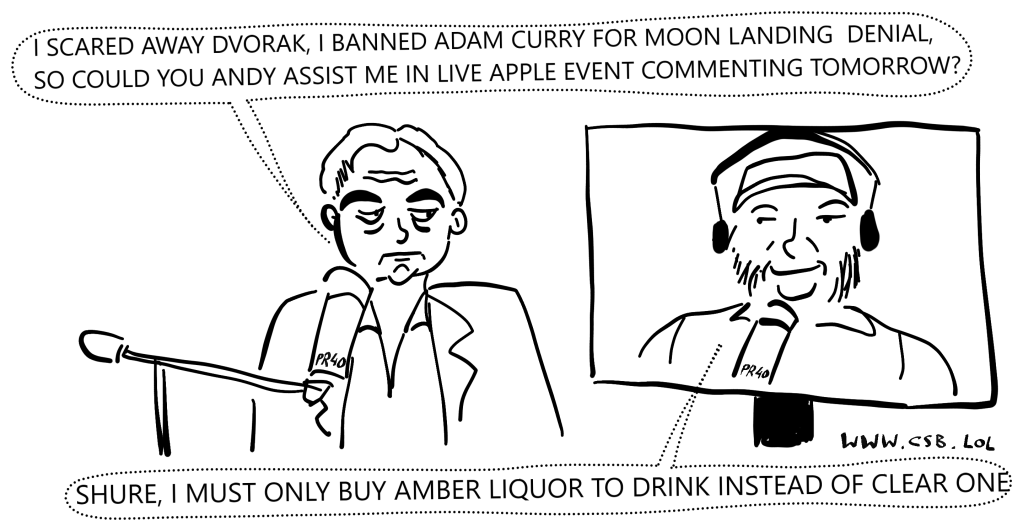 I SCARED AWAY DVORAK, I BANNED ADAM CURRY FOR MOON LANDING DENIAL,
SO COULD YOU ANDY ASSIST ME IN LIVE APPLE EVENT COMMENTING TOMORROW?
PR40
PR40
WWW.CSB.LOL
SHURE, I MUST ONLY BUY AMBER LIQUOR TO DRINK INSTEAD OF CLEAR ONE